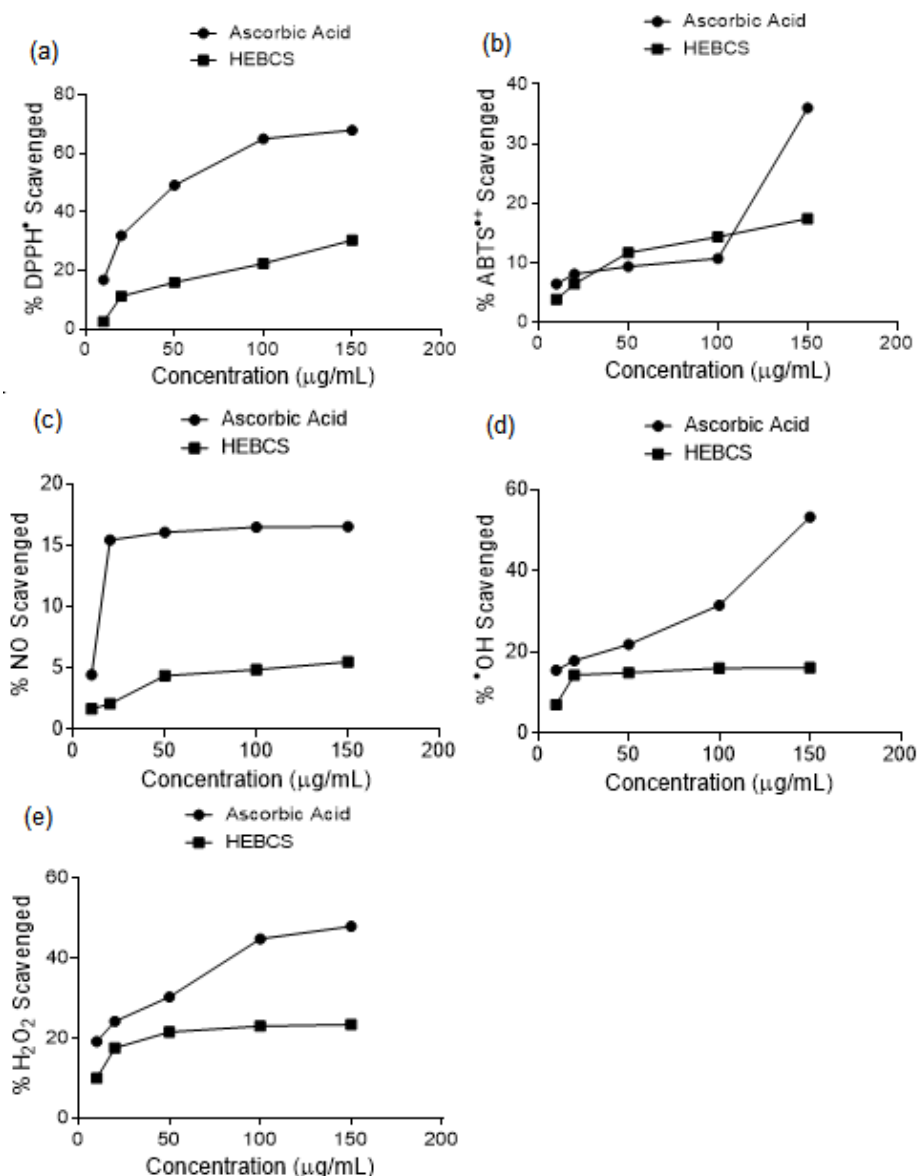 (a)
Ascorbic Acid
HEBCS
% DPPH• Scavenged
80
60
40
20
0
0 50 100 150 200
Concentration (μg/mL)
(b)
Ascorbic Acid
HEBCS
% ABTS•+ Scavenged
40
30
20
10
0
0 50 100 150 200
Concentration (μg/mL)
(c)
Ascorbic Acid
HEBCS
% NO Scavenged
20
15
10
5
0
0 50 100 150 200
Concentration (μg/mL)
(d)
Ascorbic Acid
HEBCS
% •OH Scavenged
60
40
20
0
0 50 100 150 200
Concentration (μg/mL)
(e)
Ascorbic Acid
HEBCS
% H₂O₂ Scavenged
60
40
20
0
0 50 100 150 200
Concentration (μg/mL)